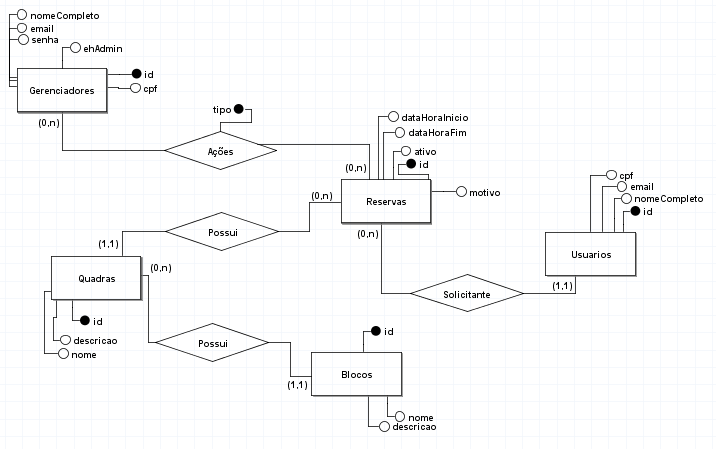 nomeCompleto
email
senha
ehAdmin
id
cpf
Gerenciadores
(0,n)
tipo
Ações
dataHoraInicio
dataHoraFim
ativo
id
(0,n)
motivo
Reservas
(0,n)
(0,n)
cpf
email
nomeCompleto
id
Usuarios
(1,1)
Possui
(1,1)
(0,n)
Quadras
Solicitante
id
descricao
nome
Possui
id
(1,1)
Blocos
nome
descricao